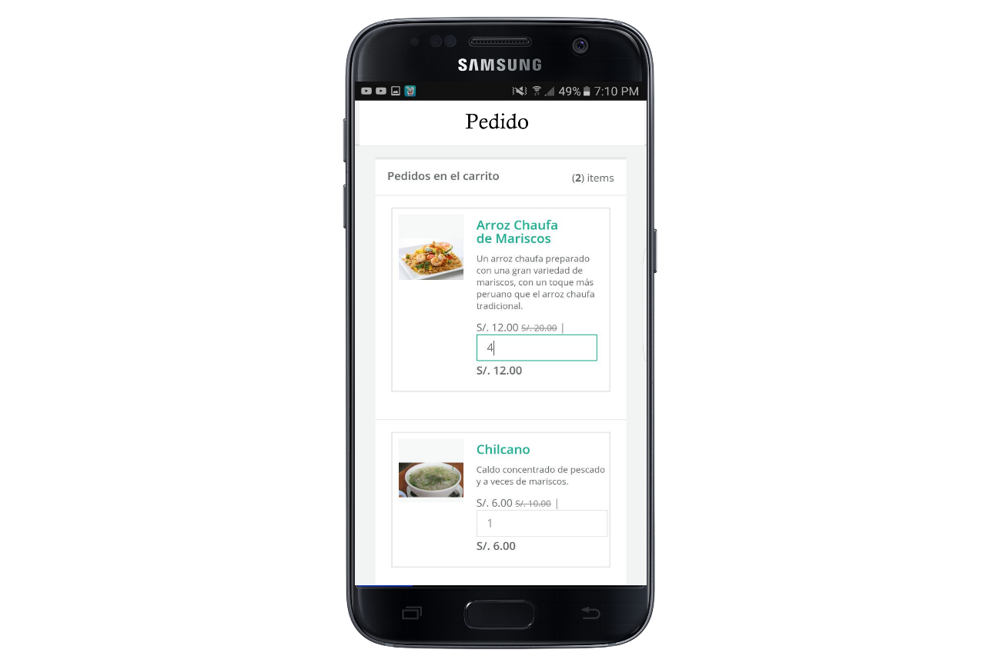 SAMSUNG
49% 7:10 PM
Pedido
Pedidos en el carrito
(2) items
Arroz Chaufa
de Mariscos
Un arroz chaufa preparado
con una gran variedad de
mariscos, con un toque más
peruano que el arroz chaufa
tradicional.
S/. 12.00 S/. 20.00 |
4
S/. 12.00
Chilcano
Caldo concentrado de pescado
y a veces de mariscos.
S/. 6.00 S/. 10.00 |
1
S/. 6.00